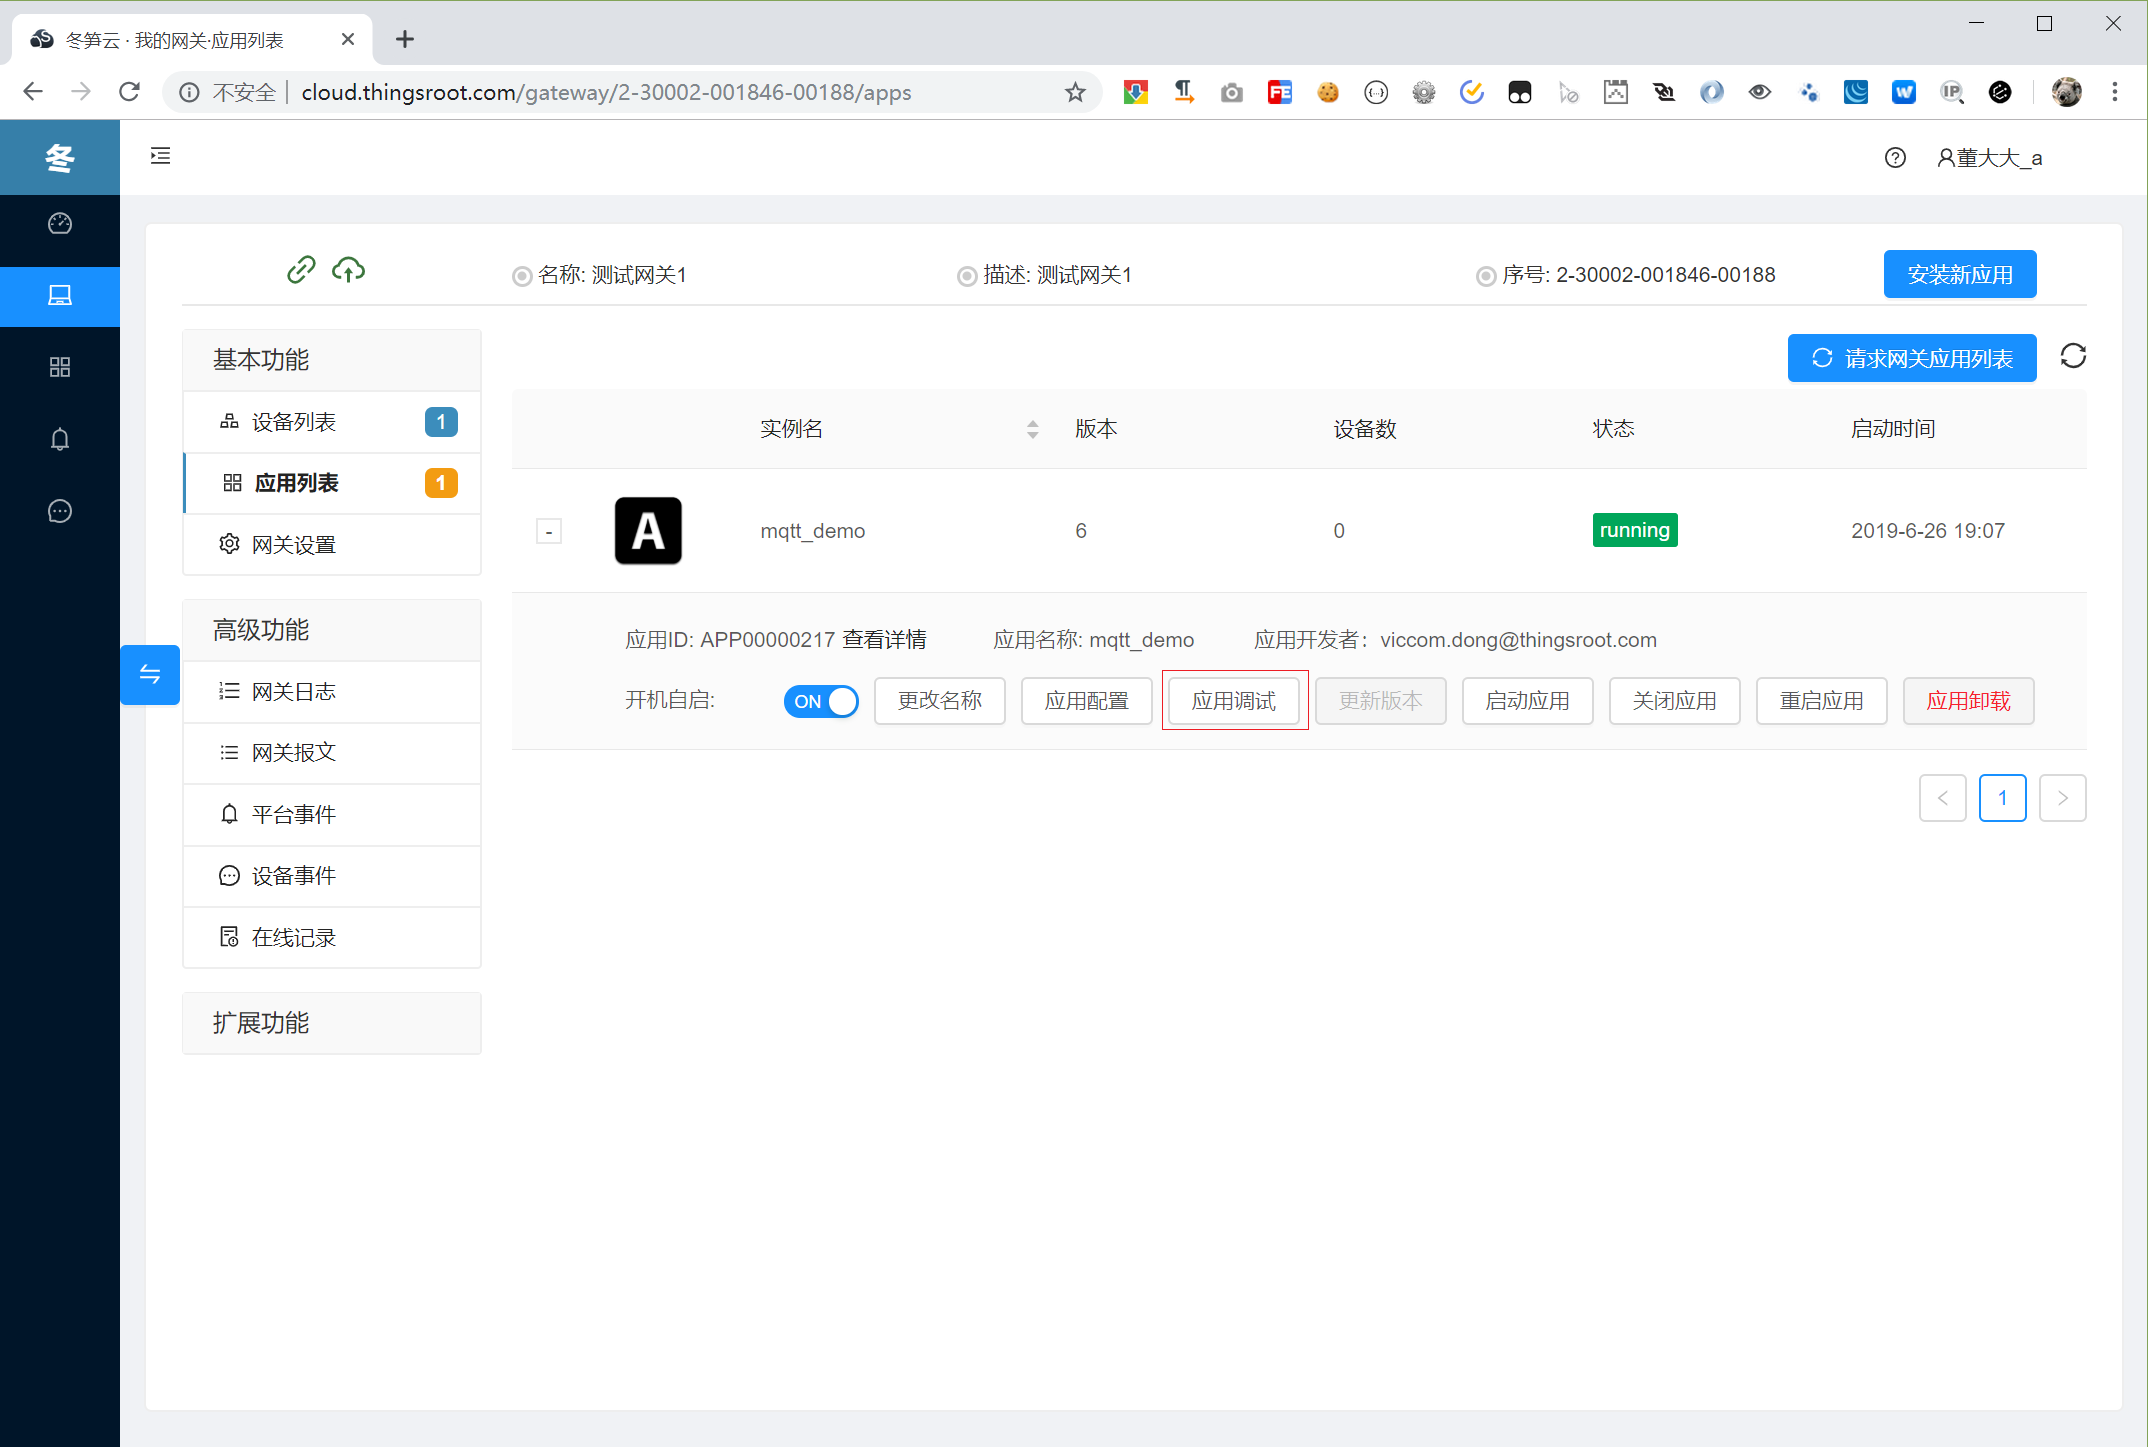 冬笋云 · 我的网关·应用列表
不安全 cloud.thingsroot.com/gateway/2-30002-001846-00188/apps
冬
董大大_a
名称: 测试网关1
描述: 测试网关1
序号: 2-30002-001846-00188
安装新应用
请求网关应用列表
基本功能
设备列表 1
应用列表 1
网关设置
高级功能
网关日志
网关报文
平台事件
设备事件
在线记录
扩展功能
实例名 版本 设备数 状态 启动时间
- A mqtt_demo 6 0 running 2019-6-26 19:07
应用ID: APP00000217 查看详情 应用名称: mqtt_demo 应用开发者：viccom.dong@thingsroot.com
开机自启: ON 更改名称 应用配置 应用调试 更新版本 启动应用 关闭应用 重启应用 应用卸载
< 1 >